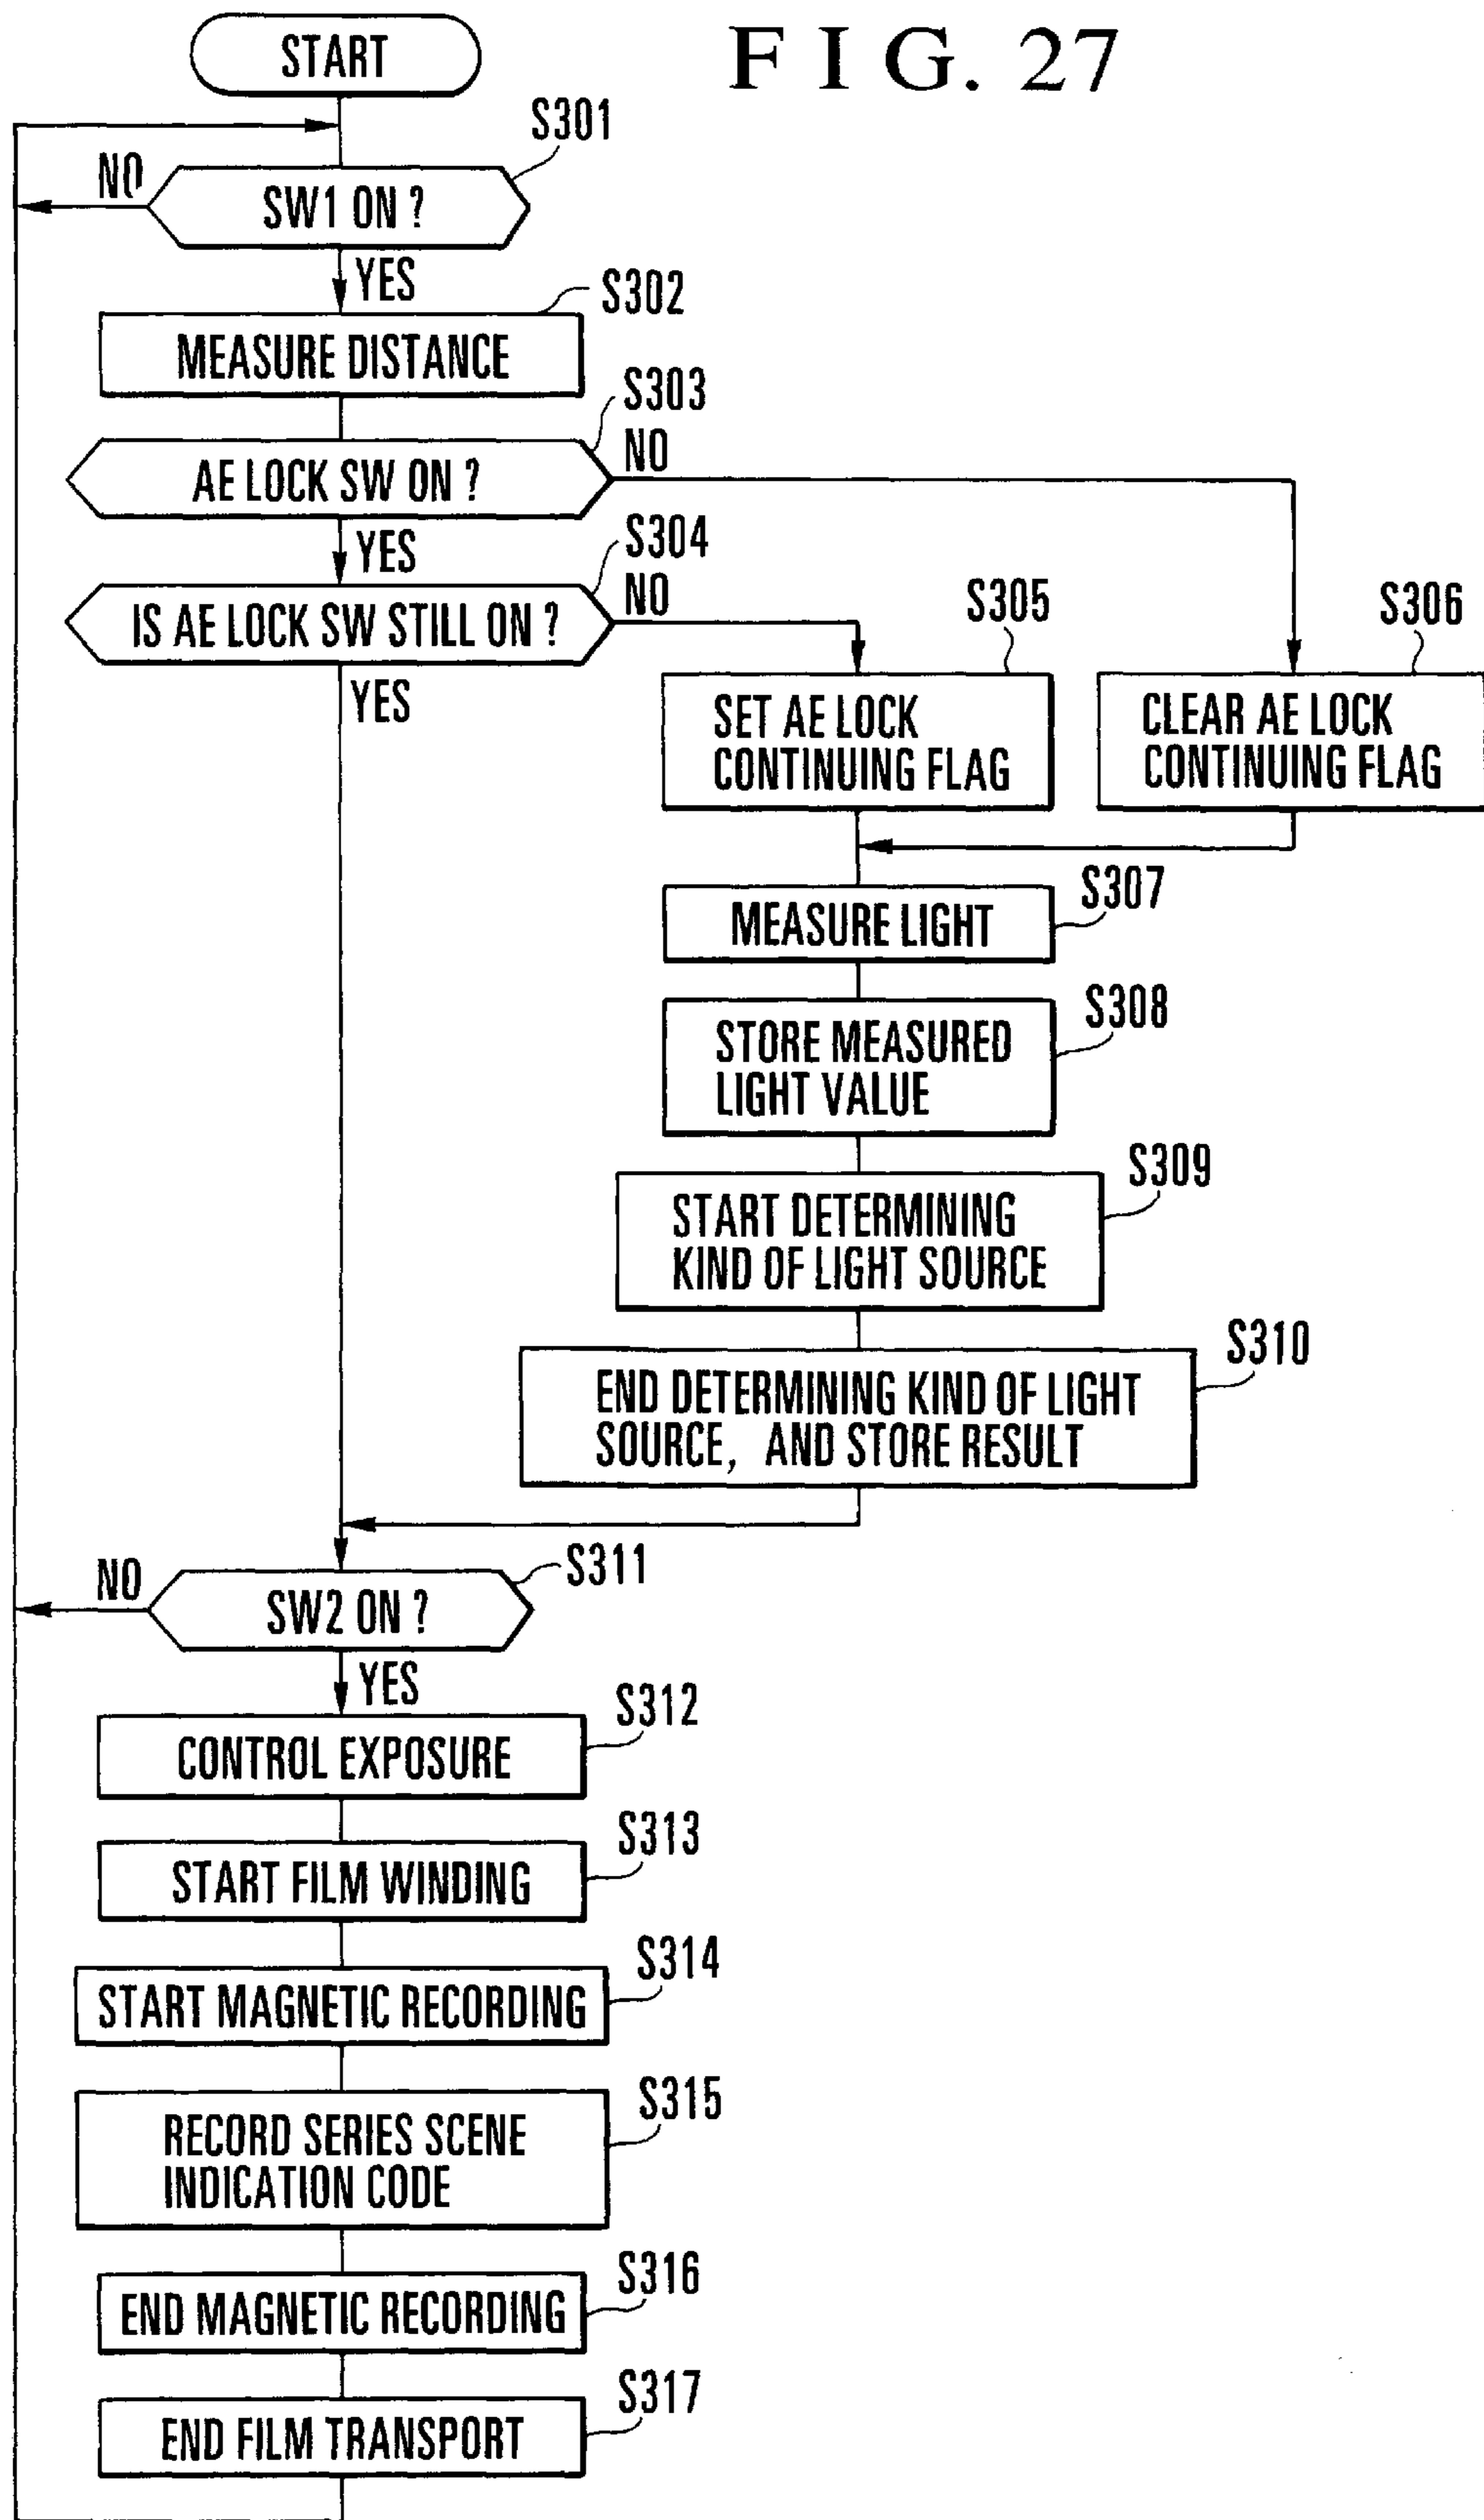 FIG. 27
START
S301
NO
SW1 ON ?
YES
S302
MEASURE DISTANCE
S303
NO
AE LOCK SW ON ?
YES
S304
NO
IS AE LOCK SW STILL ON ?
YES
S305
SET AE LOCK
CONTINUING FLAG
S306
CLEAR AE LOCK
CONTINUING FLAG
S307
MEASURE LIGHT
S308
STORE MEASURED
LIGHT VALUE
S309
START DETERMINING
KIND OF LIGHT SOURCE
S310
END DETERMINING KIND OF LIGHT
SOURCE, AND STORE RESULT
S311
NO
SW2 ON ?
YES
S312
CONTROL EXPOSURE
S313
START FILM WINDING
S314
START MAGNETIC RECORDING
S315
RECORD SERIES SCENE
INDICATION CODE
S316
END MAGNETIC RECORDING
S317
END FILM TRANSPORT